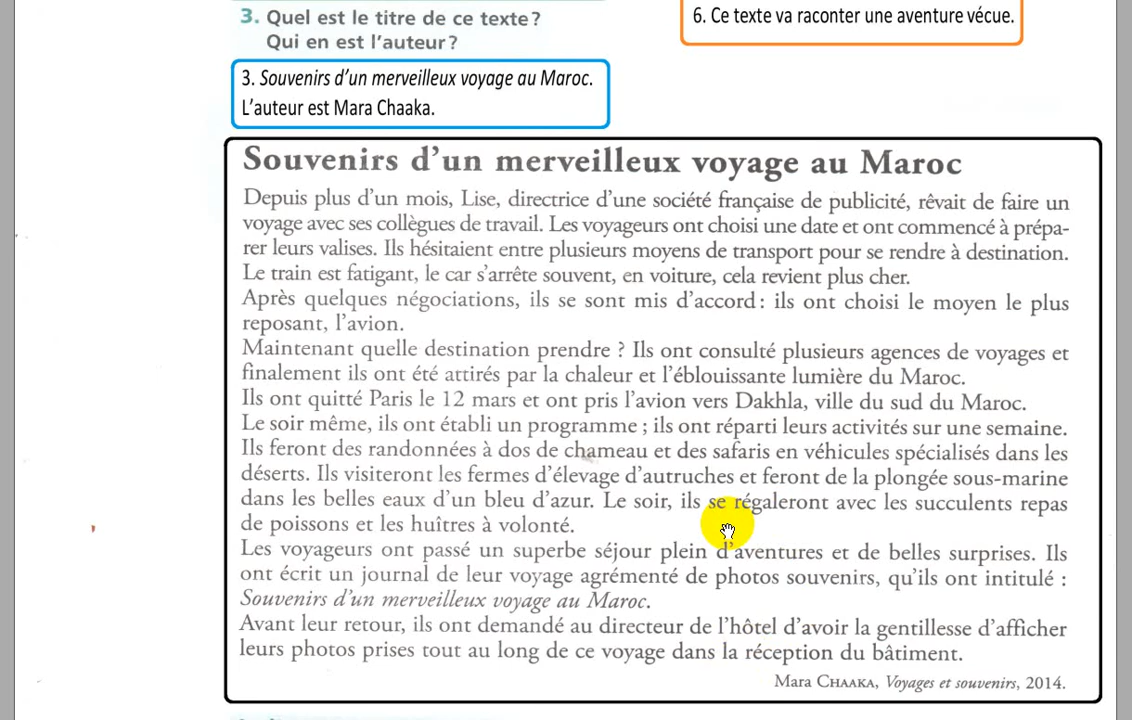 3. Quel est le titre de ce texte ?
Qui en est l'auteur ?
6. Ce texte va raconter une aventure vécue.
3. Souvenirs d'un merveilleux voyage au Maroc.
L'auteur est Mara Chaaka.
Souvenirs d'un merveilleux voyage au Maroc
Depuis plus d'un mois, Lise, directrice d'une société française de publicité, rêvait de faire un
voyage avec ses collègues de travail. Les voyageurs ont choisi une date et ont commencé à prépa-
rer leurs valises. Ils hésitaient entre plusieurs moyens de transport pour se rendre à destination.
Le train est fatigant, le car s'arrête souvent, en voiture, cela revient plus cher.
Après quelques négociations, ils se sont mis d'accord : ils ont choisi le moyen le plus
reposant, l'avion.
Maintenant quelle destination prendre ? Ils ont consulté plusieurs agences de voyages et
finalement ils ont été attirés par la chaleur et l'éblouissante lumière du Maroc.
Ils ont quitté Paris le 12 mars et ont pris l'avion vers Dakhla, ville du sud du Maroc.
Le soir même, ils ont établi un programme ; ils ont réparti leurs activités sur une semaine.
Ils feront des randonnées à dos de chameau et des safaris en véhicules spécialisés dans les
déserts. Ils visiteront les fermes d'élevage d'autruches et feront de la plongée sous-marine
dans les belles eaux d'un bleu d'azur. Le soir, ils se régaleront avec les succulents repas
de poissons et les huîtres à volonté.
Les voyageurs ont passé un superbe séjour plein d'aventures et de belles surprises. Ils
ont écrit un journal de leur voyage agrémenté de photos souvenirs, qu'ils ont intitulé :
Souvenirs d'un merveilleux voyage au Maroc.
Avant leur retour, ils ont demandé au directeur de l'hôtel d'avoir la gentillesse d'afficher
leurs photos prises tout au long de ce voyage dans la réception du bâtiment.
Mara CHAAKA, Voyages et souvenirs, 2014.